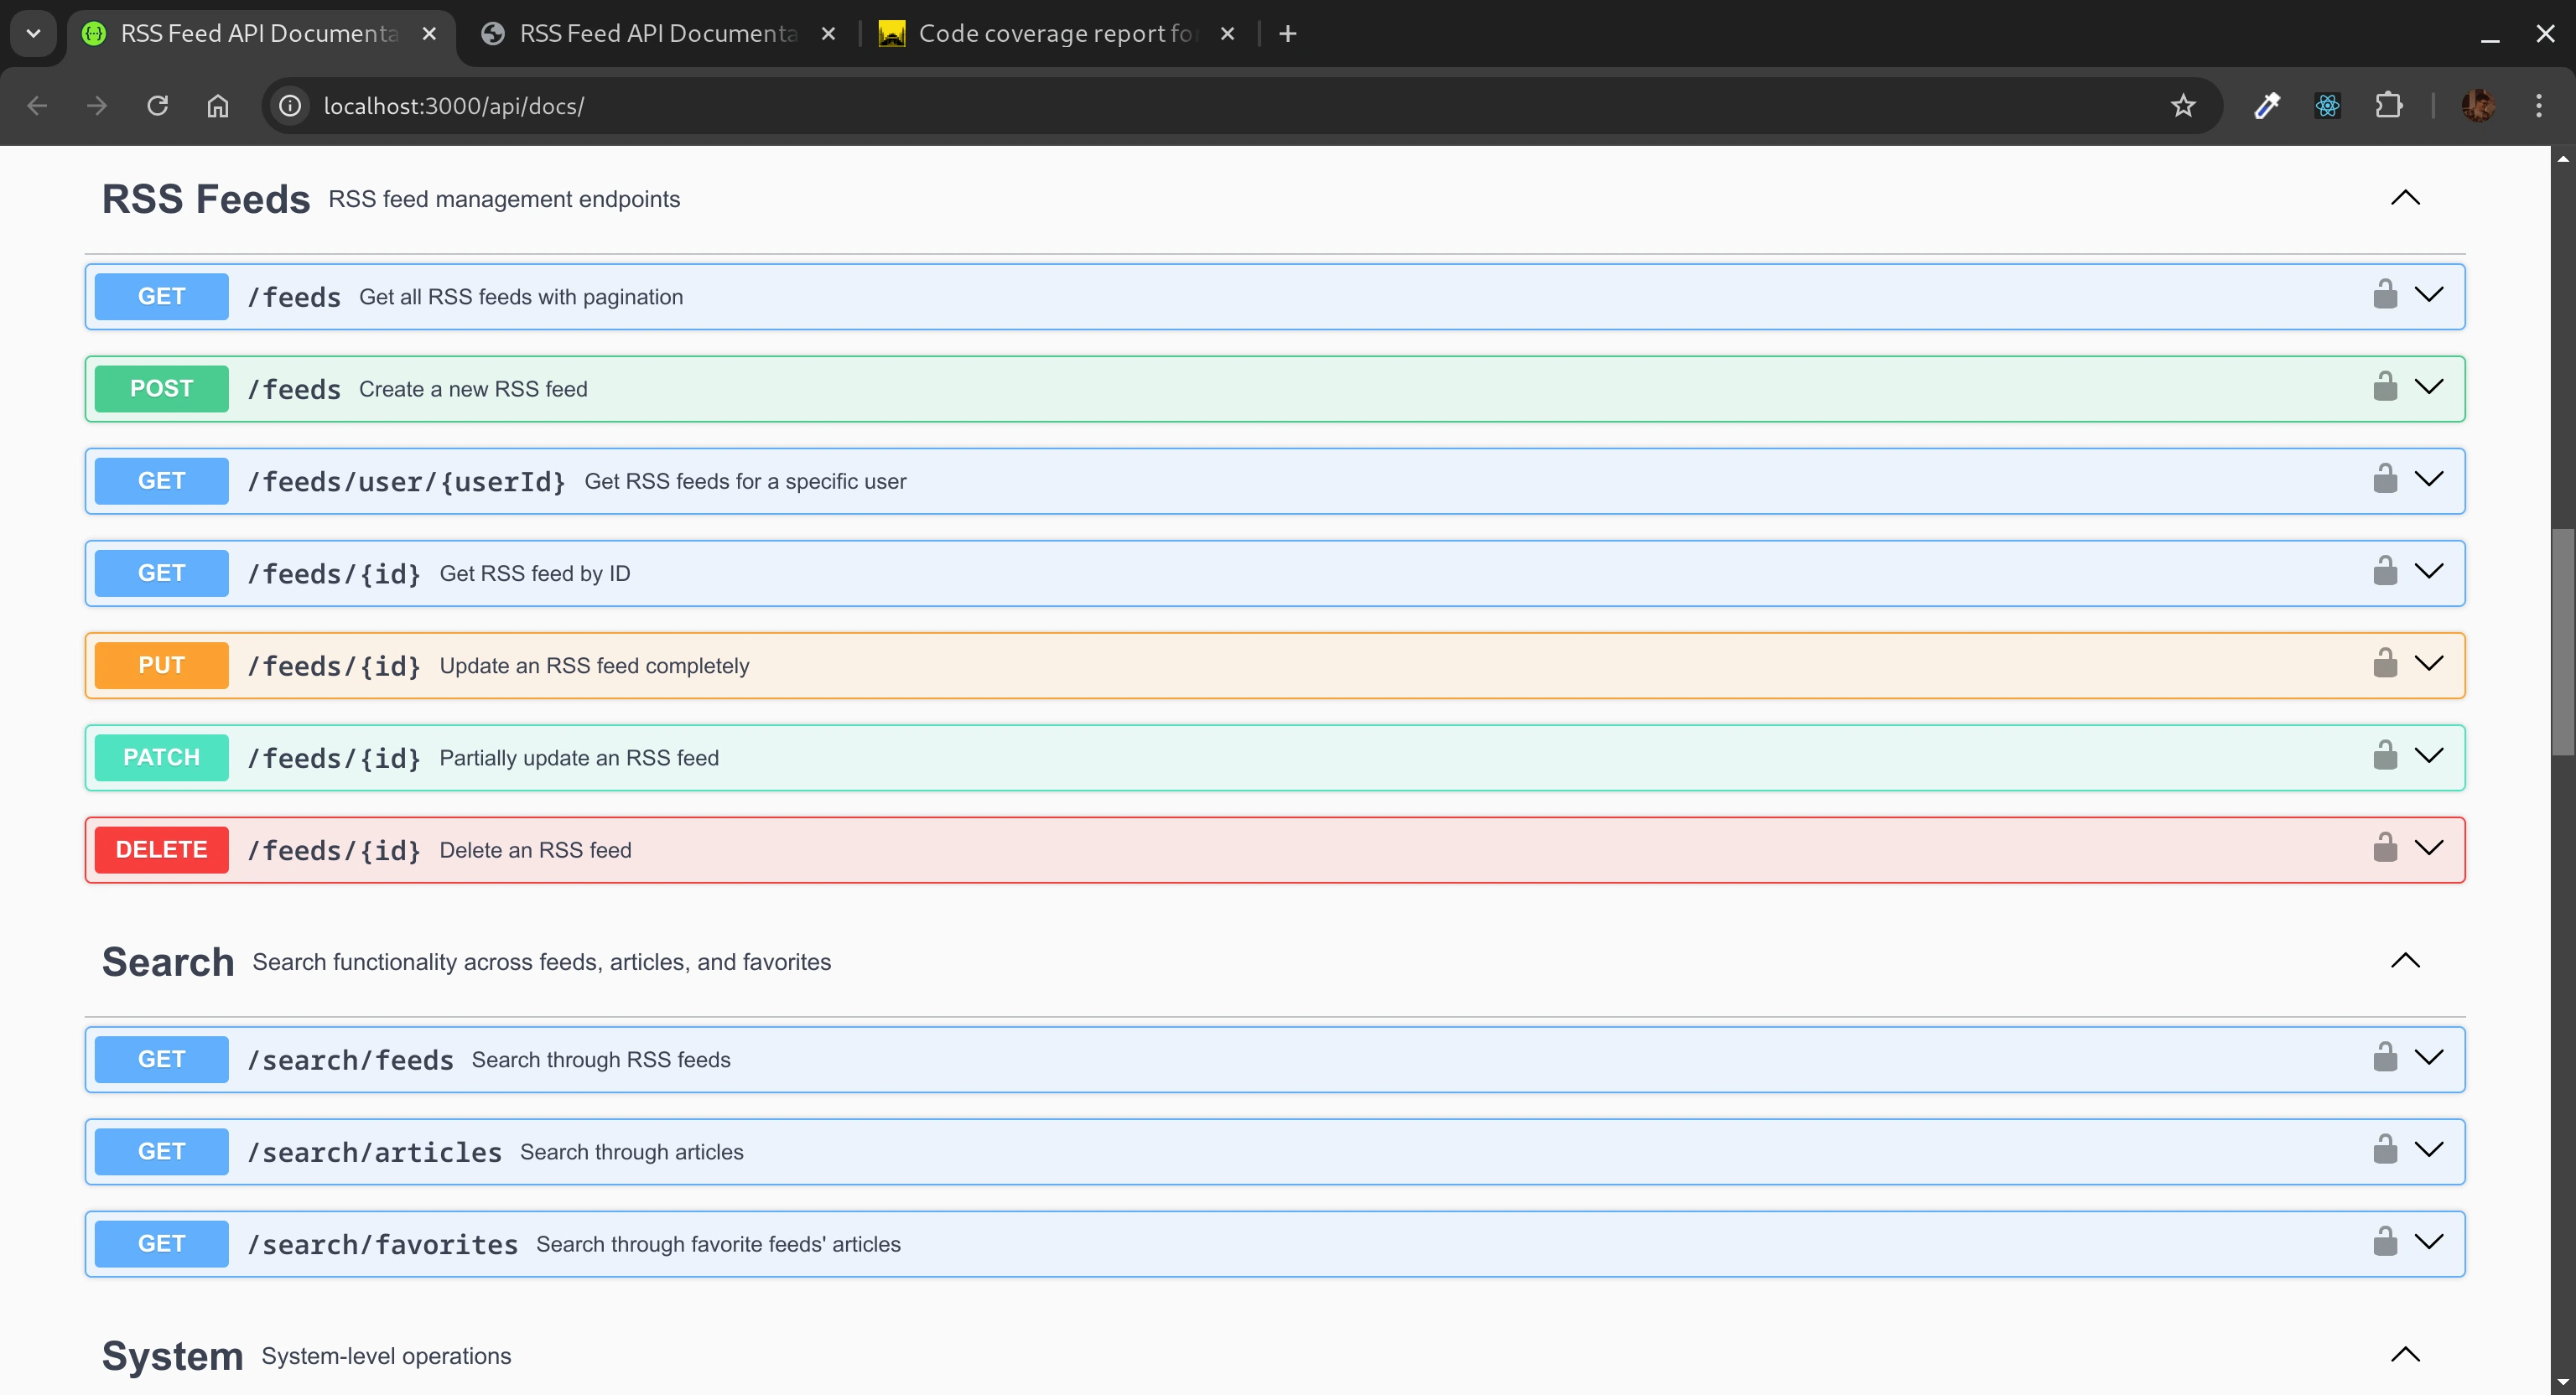 RSS Feed API Documenta
RSS Feed API Documenta
Code coverage report fo
localhost:3000/api/docs/
RSS Feeds RSS feed management endpoints
GET /feeds Get all RSS feeds with pagination
POST /feeds Create a new RSS feed
GET /feeds/user/{userId} Get RSS feeds for a specific user
GET /feeds/{id} Get RSS feed by ID
PUT /feeds/{id} Update an RSS feed completely
PATCH /feeds/{id} Partially update an RSS feed
DELETE /feeds/{id} Delete an RSS feed
Search Search functionality across feeds, articles, and favorites
GET /search/feeds Search through RSS feeds
GET /search/articles Search through articles
GET /search/favorites Search through favorite feeds' articles
System System-level operations